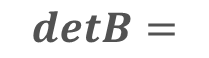 detB =